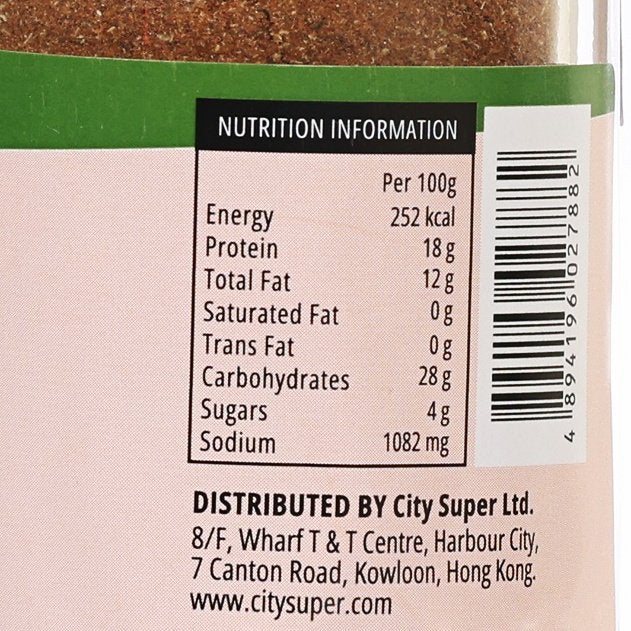 NUTRITION INFORMATION
Per 100g
Energy 252 kcal
Protein 18 g
Total Fat 12 g
Saturated Fat 0 g
Trans Fat 0 g
Carbohydrates 28 g
Sugars 4 g
Sodium 1082 mg
4 894196 027882
DISTRIBUTED BY City Super Ltd.
8/F, Wharf T & T Centre, Harbour City,
7 Canton Road, Kowloon, Hong Kong.
www.citysuper.com